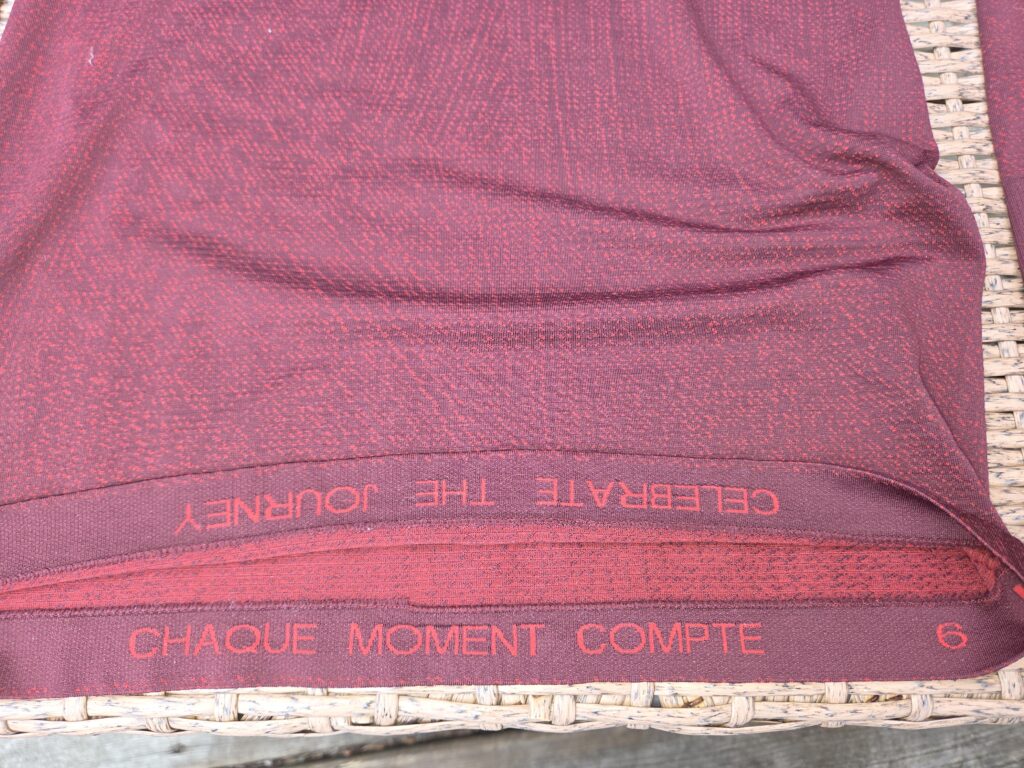 CELEBRATE THE JOURNEY
CHAQUE MOMENT COMPTE 6